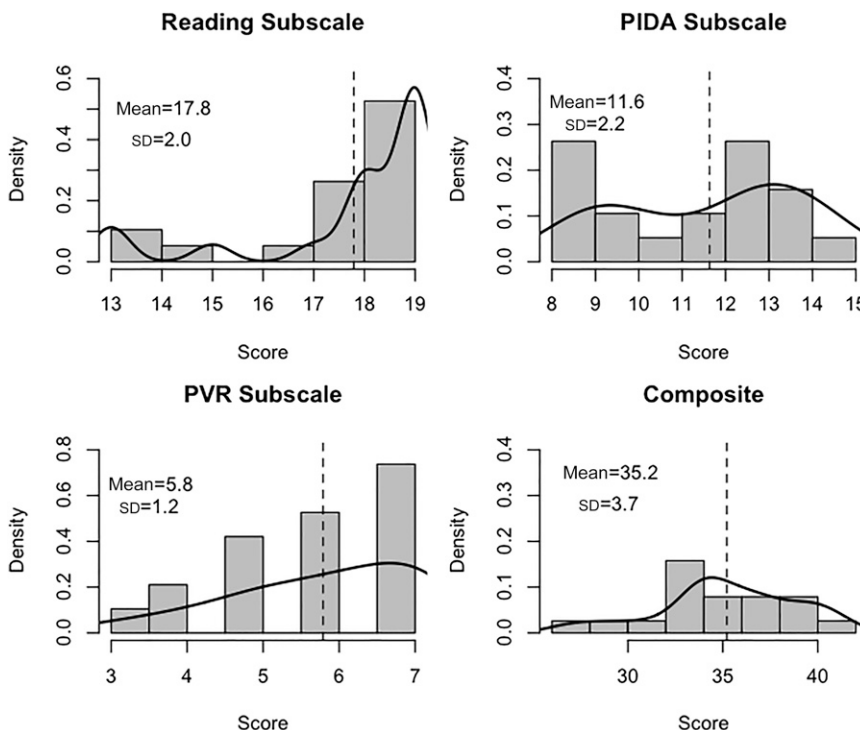 Reading Subscale
Mean=17.8
SD=2.0
Density
0.0 0.2 0.4 0.6
13 14 15 16 17 18 19
Score
PIDA Subscale
Mean=11.6
SD=2.2
Density
0.0 0.1 0.2 0.3 0.4
8 9 10 11 12 13 14 15
Score
PVR Subscale
Mean=5.8
SD=1.2
Density
0.0 0.2 0.4 0.6 0.8
3 4 5 6 7
Score
Composite
Mean=35.2
SD=3.7
Density
0.0 0.1 0.2 0.3 0.4
30 35 40
Score